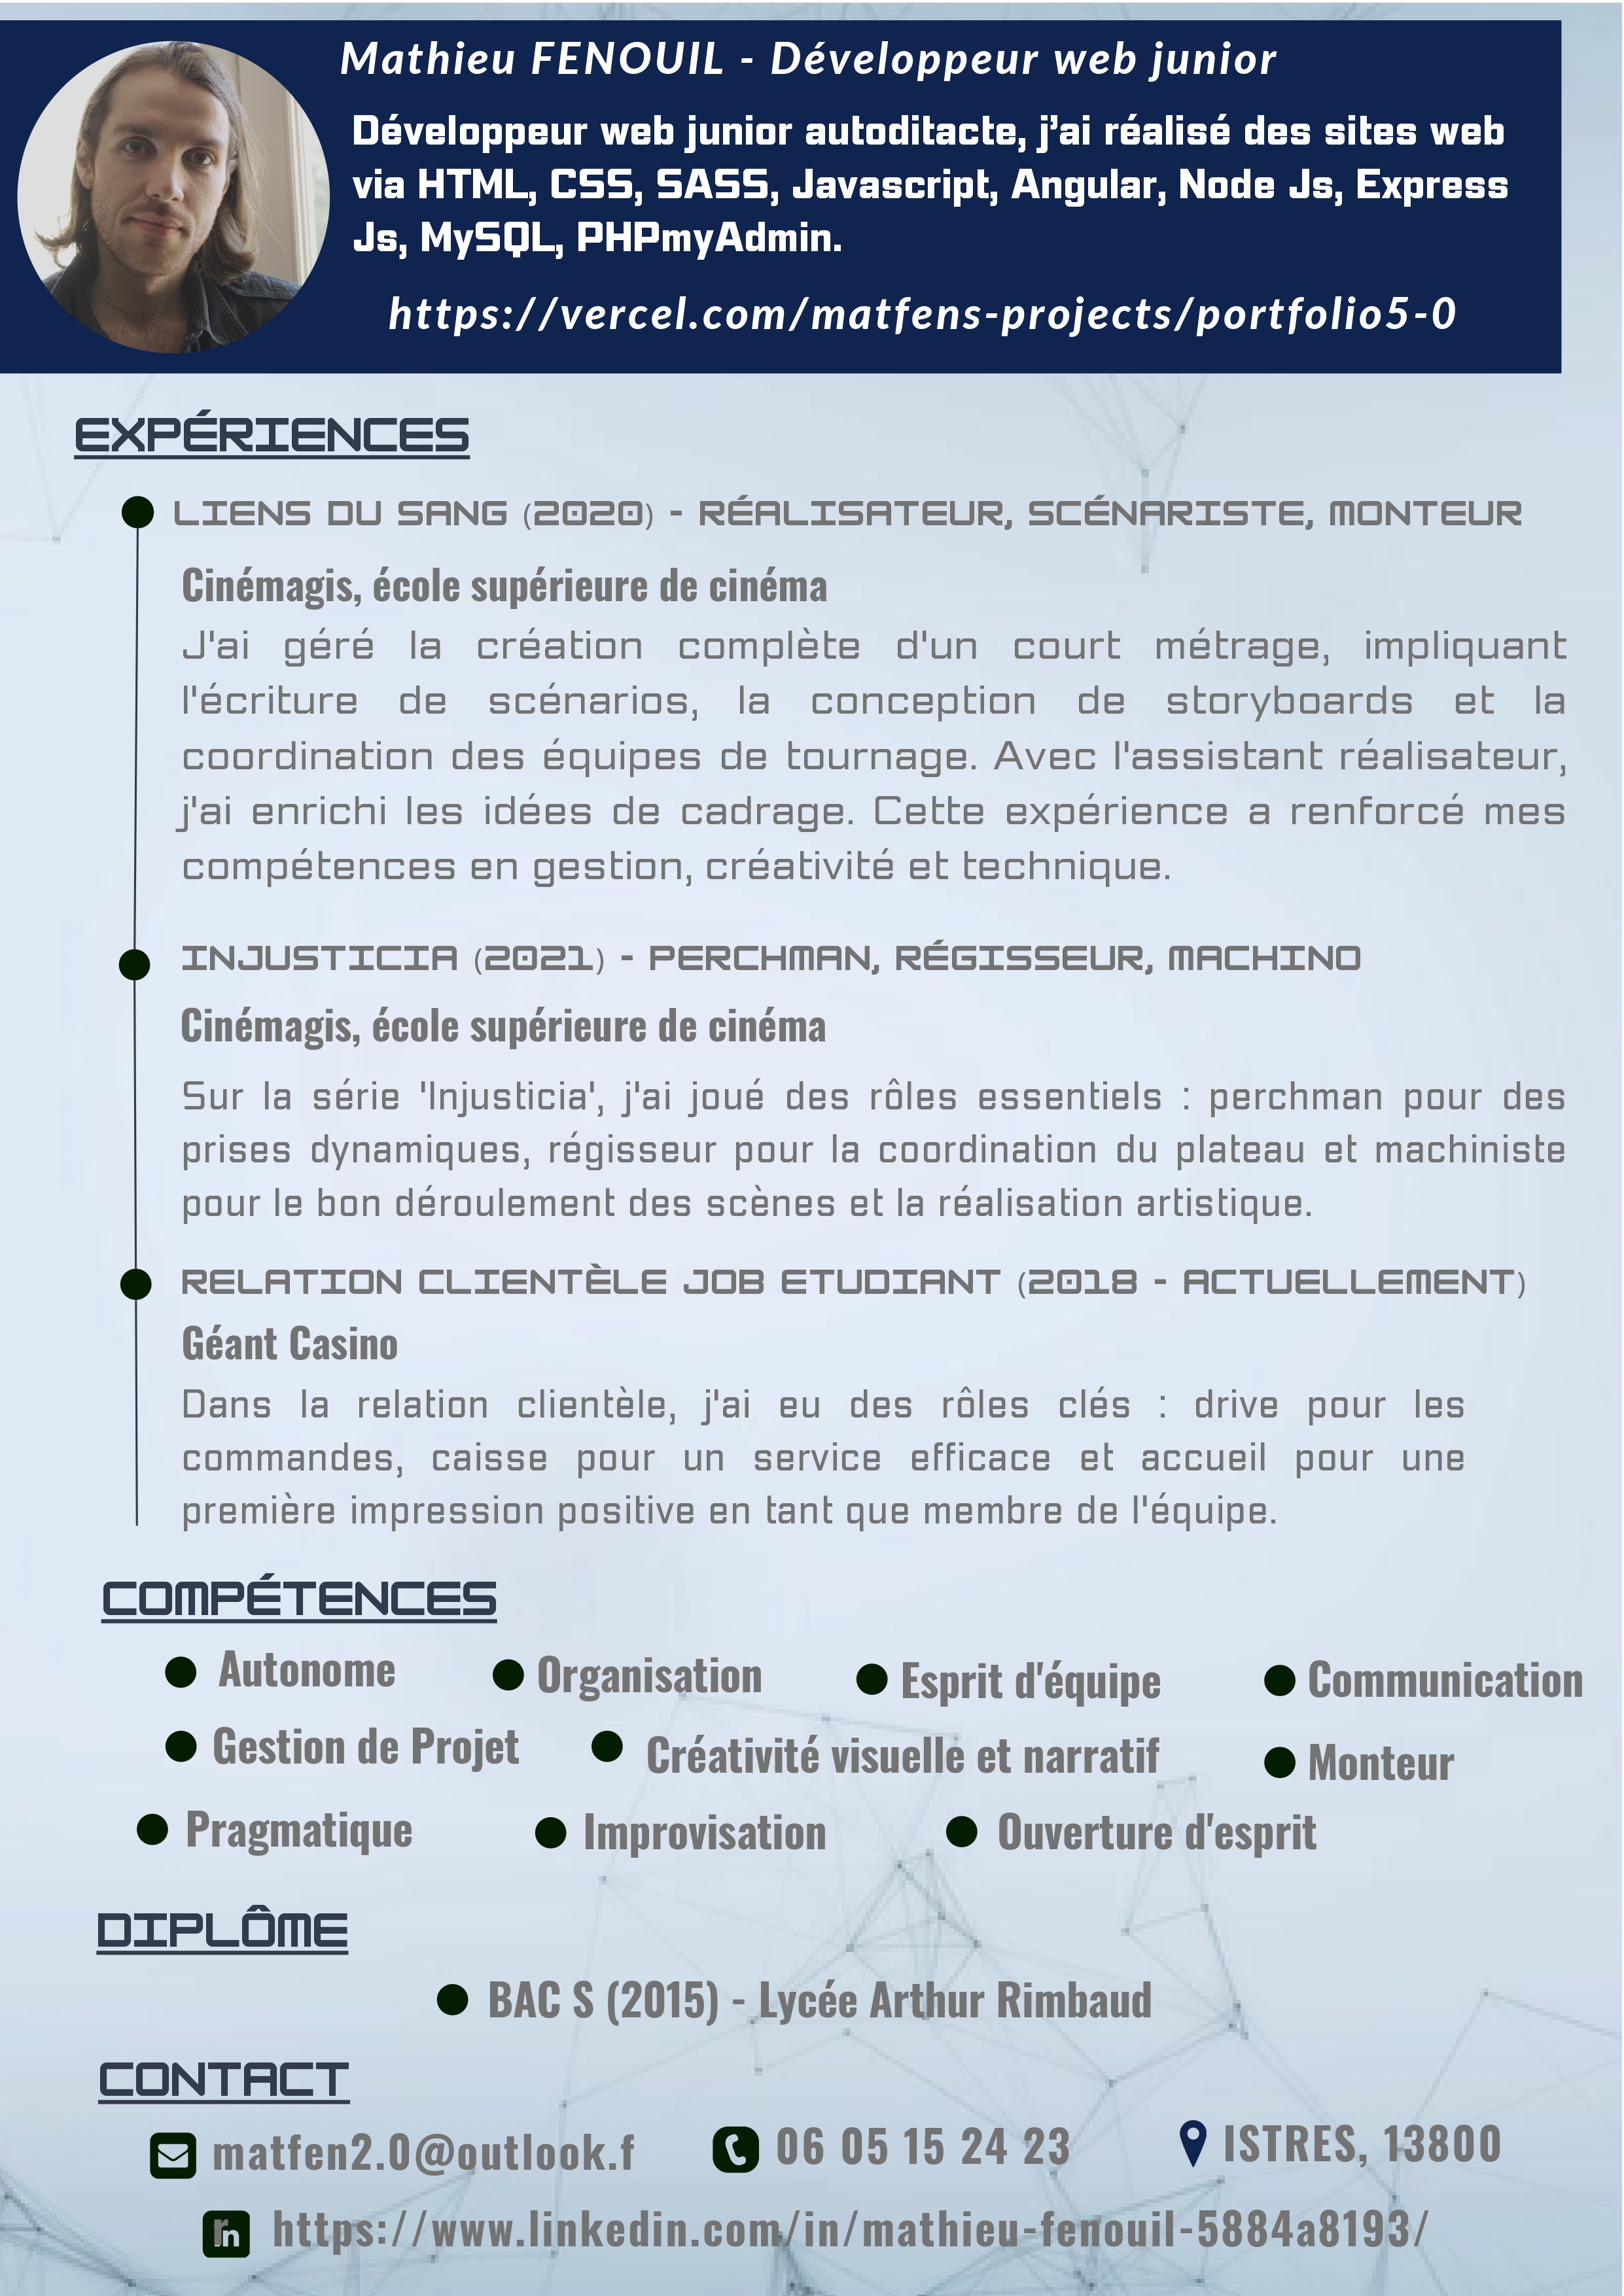 Mathieu FENOUIL - Développeur web junior
Développeur web junior autoditacte, j'ai réalisé des sites web
via HTML, CSS, SASS, Javascript, Angular, Node Js, Express
Js, MySQL, PHPmyAdmin.
https://vercel.com/matfens-projects/portfolio5-0
EXPÉRIENCES
LIENS DU SANG (2020) - RÉALISATEUR, SCÉNARISTE, MONTEUR
Cinémagis, école supérieure de cinéma
J'ai géré la création complète d'un court métrage, impliquant
l'écriture de scénarios, la conception de storyboards et la
coordination des équipes de tournage. Avec l'assistant réalisateur,
j'ai enrichi les idées de cadrage. Cette expérience a renforcé mes
compétences en gestion, créativité et technique.
INJUSTICIA (2021) - PERCHMAN, RÉGISSEUR, MACHINO
Cinémagis, école supérieure de cinéma
Sur la série 'Injusticia', j'ai joué des rôles essentiels : perchman pour des
prises dynamiques, régisseur pour la coordination du plateau et machiniste
pour le bon déroulement des scènes et la réalisation artistique.
RELATION CLIENTÈLE JOB ETUDIANT (2018 - ACTUELLEMENT)
Géant Casino
Dans la relation clientèle, j'ai eu des rôles clés : drive pour les
commandes, caisse pour un service efficace et accueil pour une
première impression positive en tant que membre de l'équipe.
COMPÉTENCES
Autonome Organisation Esprit d'équipe Communication
Gestion de Projet Créativité visuelle et narratif Monteur
Pragmatique Improvisation Ouverture d'esprit
DIPLÔME
BAC S (2015) - Lycée Arthur Rimbaud
CONTACT
matfen2.0@outlook.f 06 05 15 24 23 ISTRES, 13800
r
in https://www.linkedin.com/in/mathieu-fenouil-5884a8193/